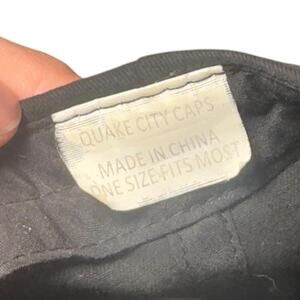 QUAKE CITY CAPS
MADE IN CHINA
ONE SIZE FITS MOST